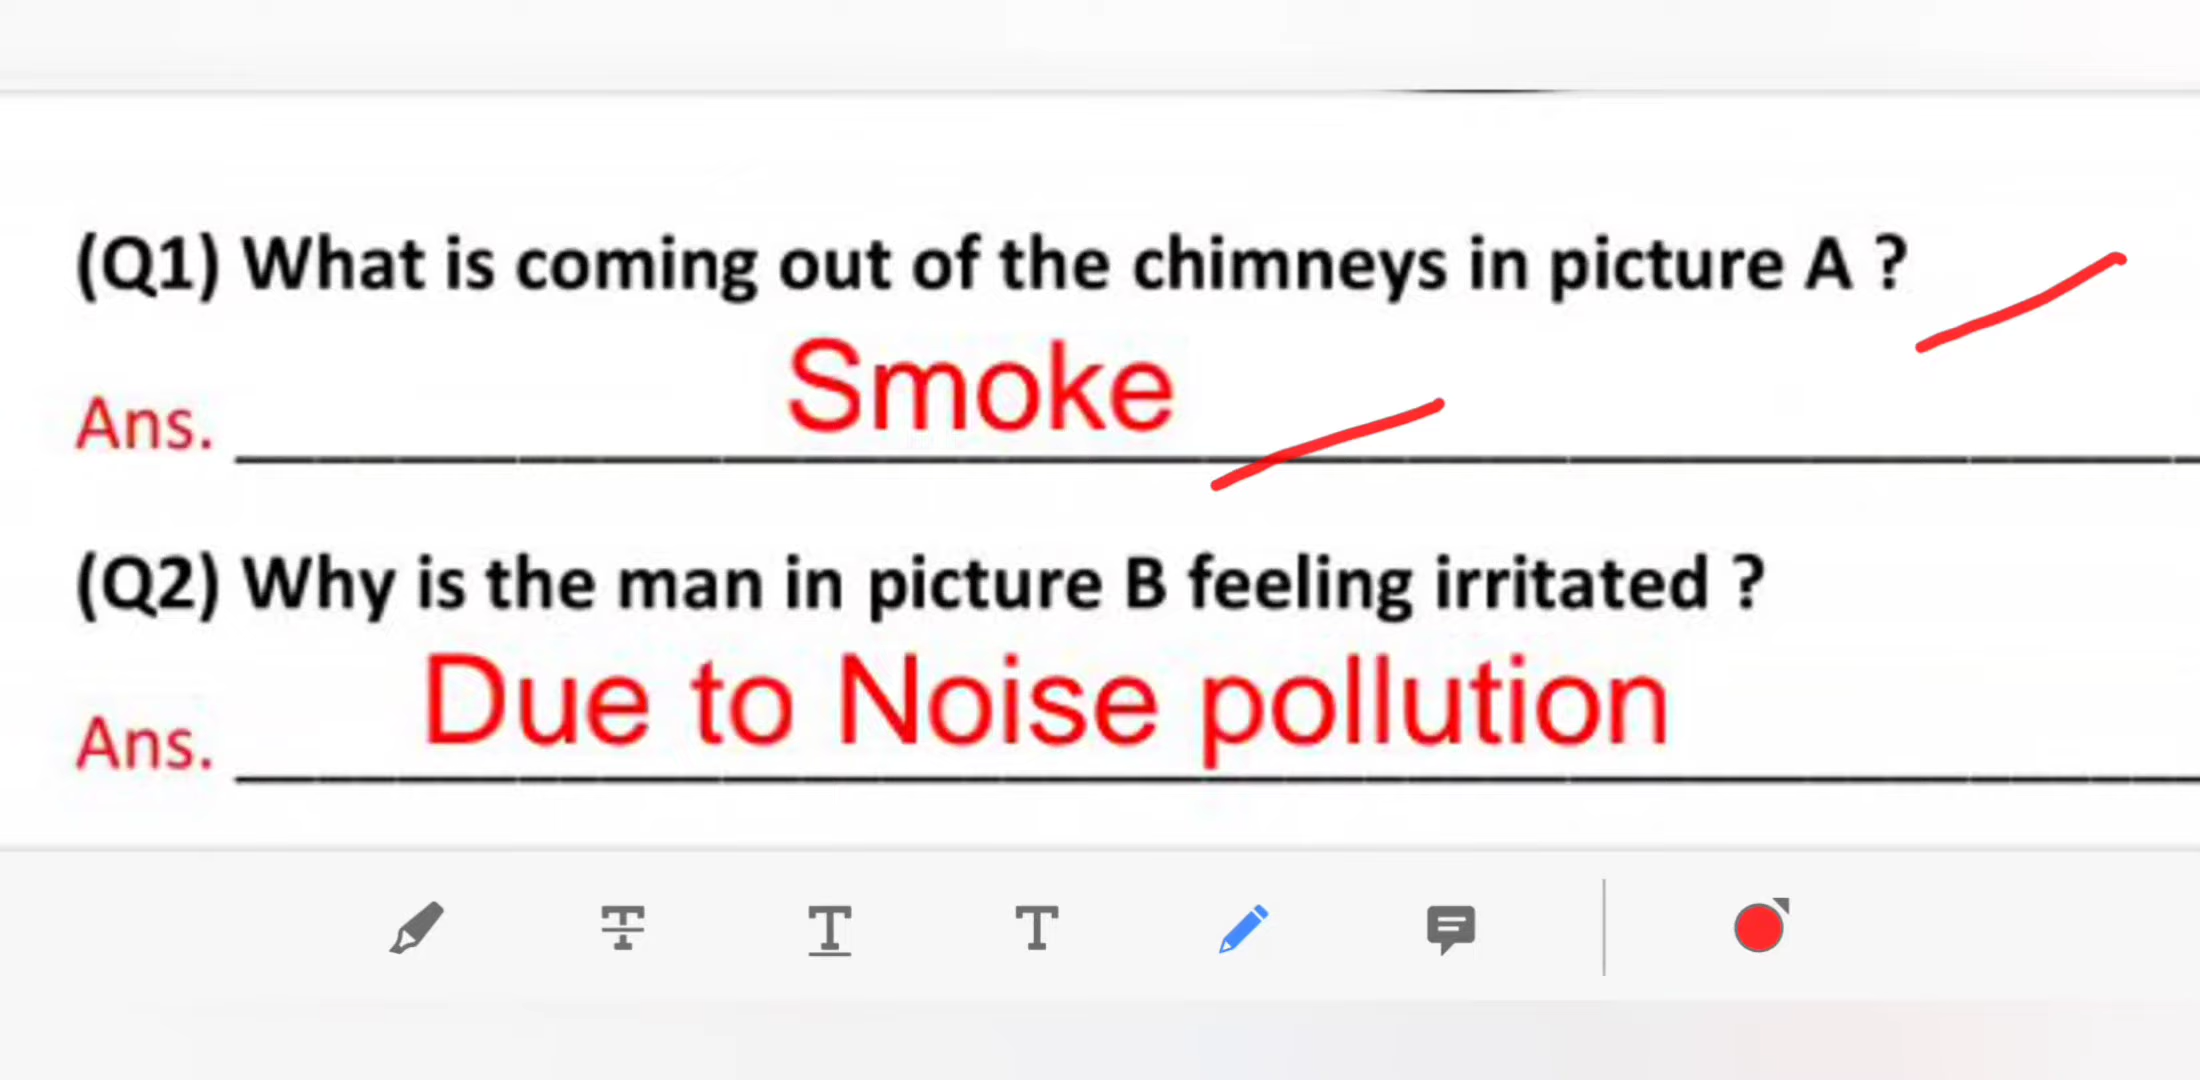 (Q1) What is coming out of the chimneys in picture A ?
Smoke
Ans.
(Q2) Why is the man in picture B feeling irritated ?
Due to Noise pollution
Ans.